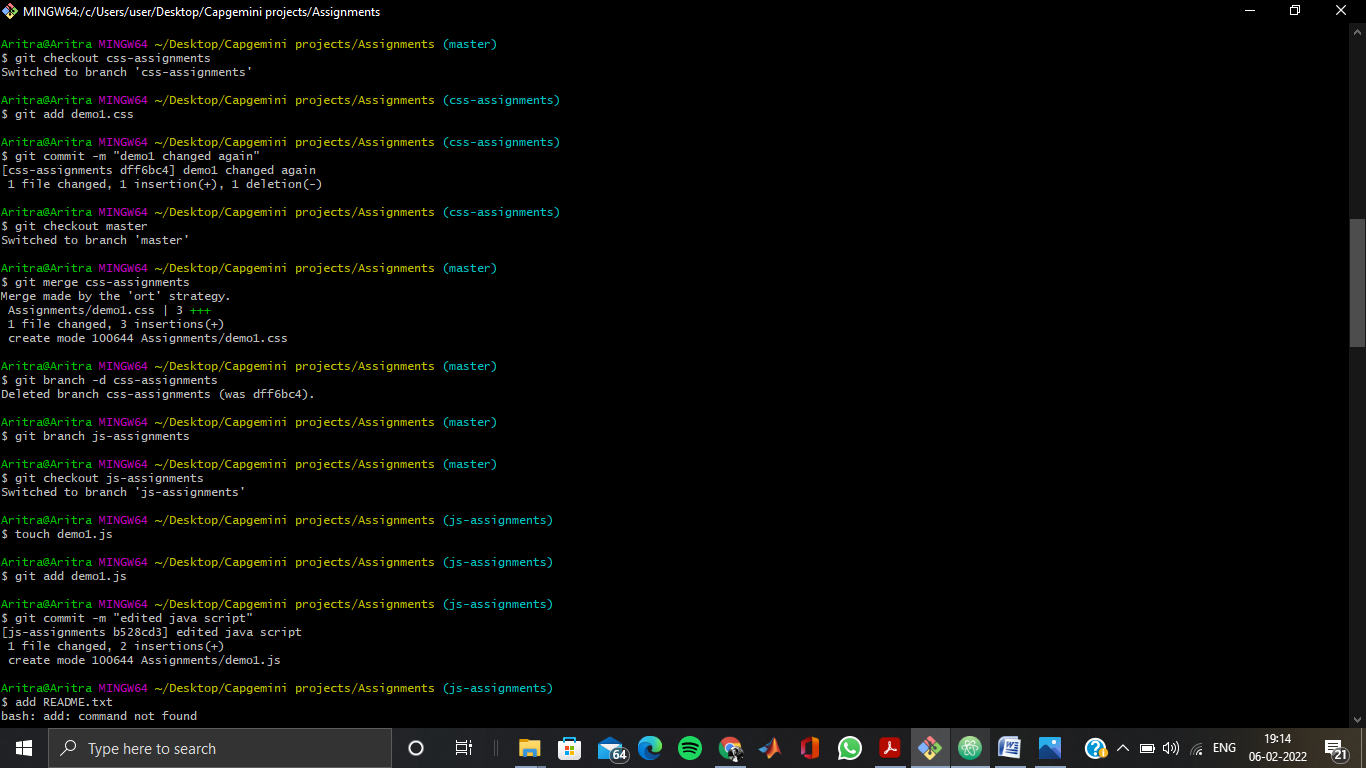 MINGW64:/c/Users/user/Desktop/Capgemini projects/Assignments
Aritra@Aritra MINGW64 ~/Desktop/Capgemini projects/Assignments (master)
$ git checkout css-assignments
Switched to branch 'css-assignments'
Aritra@Aritra MINGW64 ~/Desktop/Capgemini projects/Assignments (css-assignments)
$ git add demo1.css
Aritra@Aritra MINGW64 ~/Desktop/Capgemini projects/Assignments (css-assignments)
$ git commit -m "demo1 changed again"
[css-assignments dff6bc4] demo1 changed again
1 file changed, 1 insertion(+), 1 deletion(-)
Aritra@Aritra MINGW64 ~/Desktop/Capgemini projects/Assignments (css-assignments)
$ git checkout master
Switched to branch 'master'
Aritra@Aritra MINGW64 ~/Desktop/Capgemini projects/Assignments (master)
$ git merge css-assignments
Merge made by the 'ort' strategy.
Assignments/demo1.css | 3 +++
1 file changed, 3 insertions(+)
create mode 100644 Assignments/demo1.css
Aritra@Aritra MINGW64 ~/Desktop/Capgemini projects/Assignments (master)
$ git branch -d css-assignments
Deleted branch css-assignments (was dff6bc4).
Aritra@Aritra MINGW64 ~/Desktop/Capgemini projects/Assignments (master)
$ git branch js-assignments
Aritra@Aritra MINGW64 ~/Desktop/Capgemini projects/Assignments (master)
$ git checkout js-assignments
Switched to branch 'js-assignments'
Aritra@Aritra MINGW64 ~/Desktop/Capgemini projects/Assignments (js-assignments)
$ touch demo1.js
Aritra@Aritra MINGW64 ~/Desktop/Capgemini projects/Assignments (js-assignments)
$ git add demo1.js
Aritra@Aritra MINGW64 ~/Desktop/Capgemini projects/Assignments (js-assignments)
$ git commit -m "edited java script"
[js-assignments b528cd3] edited java script
1 file changed, 2 insertions(+)
create mode 100644 Assignments/demo1.js
Aritra@Aritra MINGW64 ~/Desktop/Capgemini projects/Assignments (js-assignments)
$ add README.txt
bash: add: command not found
Type here to search
64
ENG
19:14
06-02-2022
21